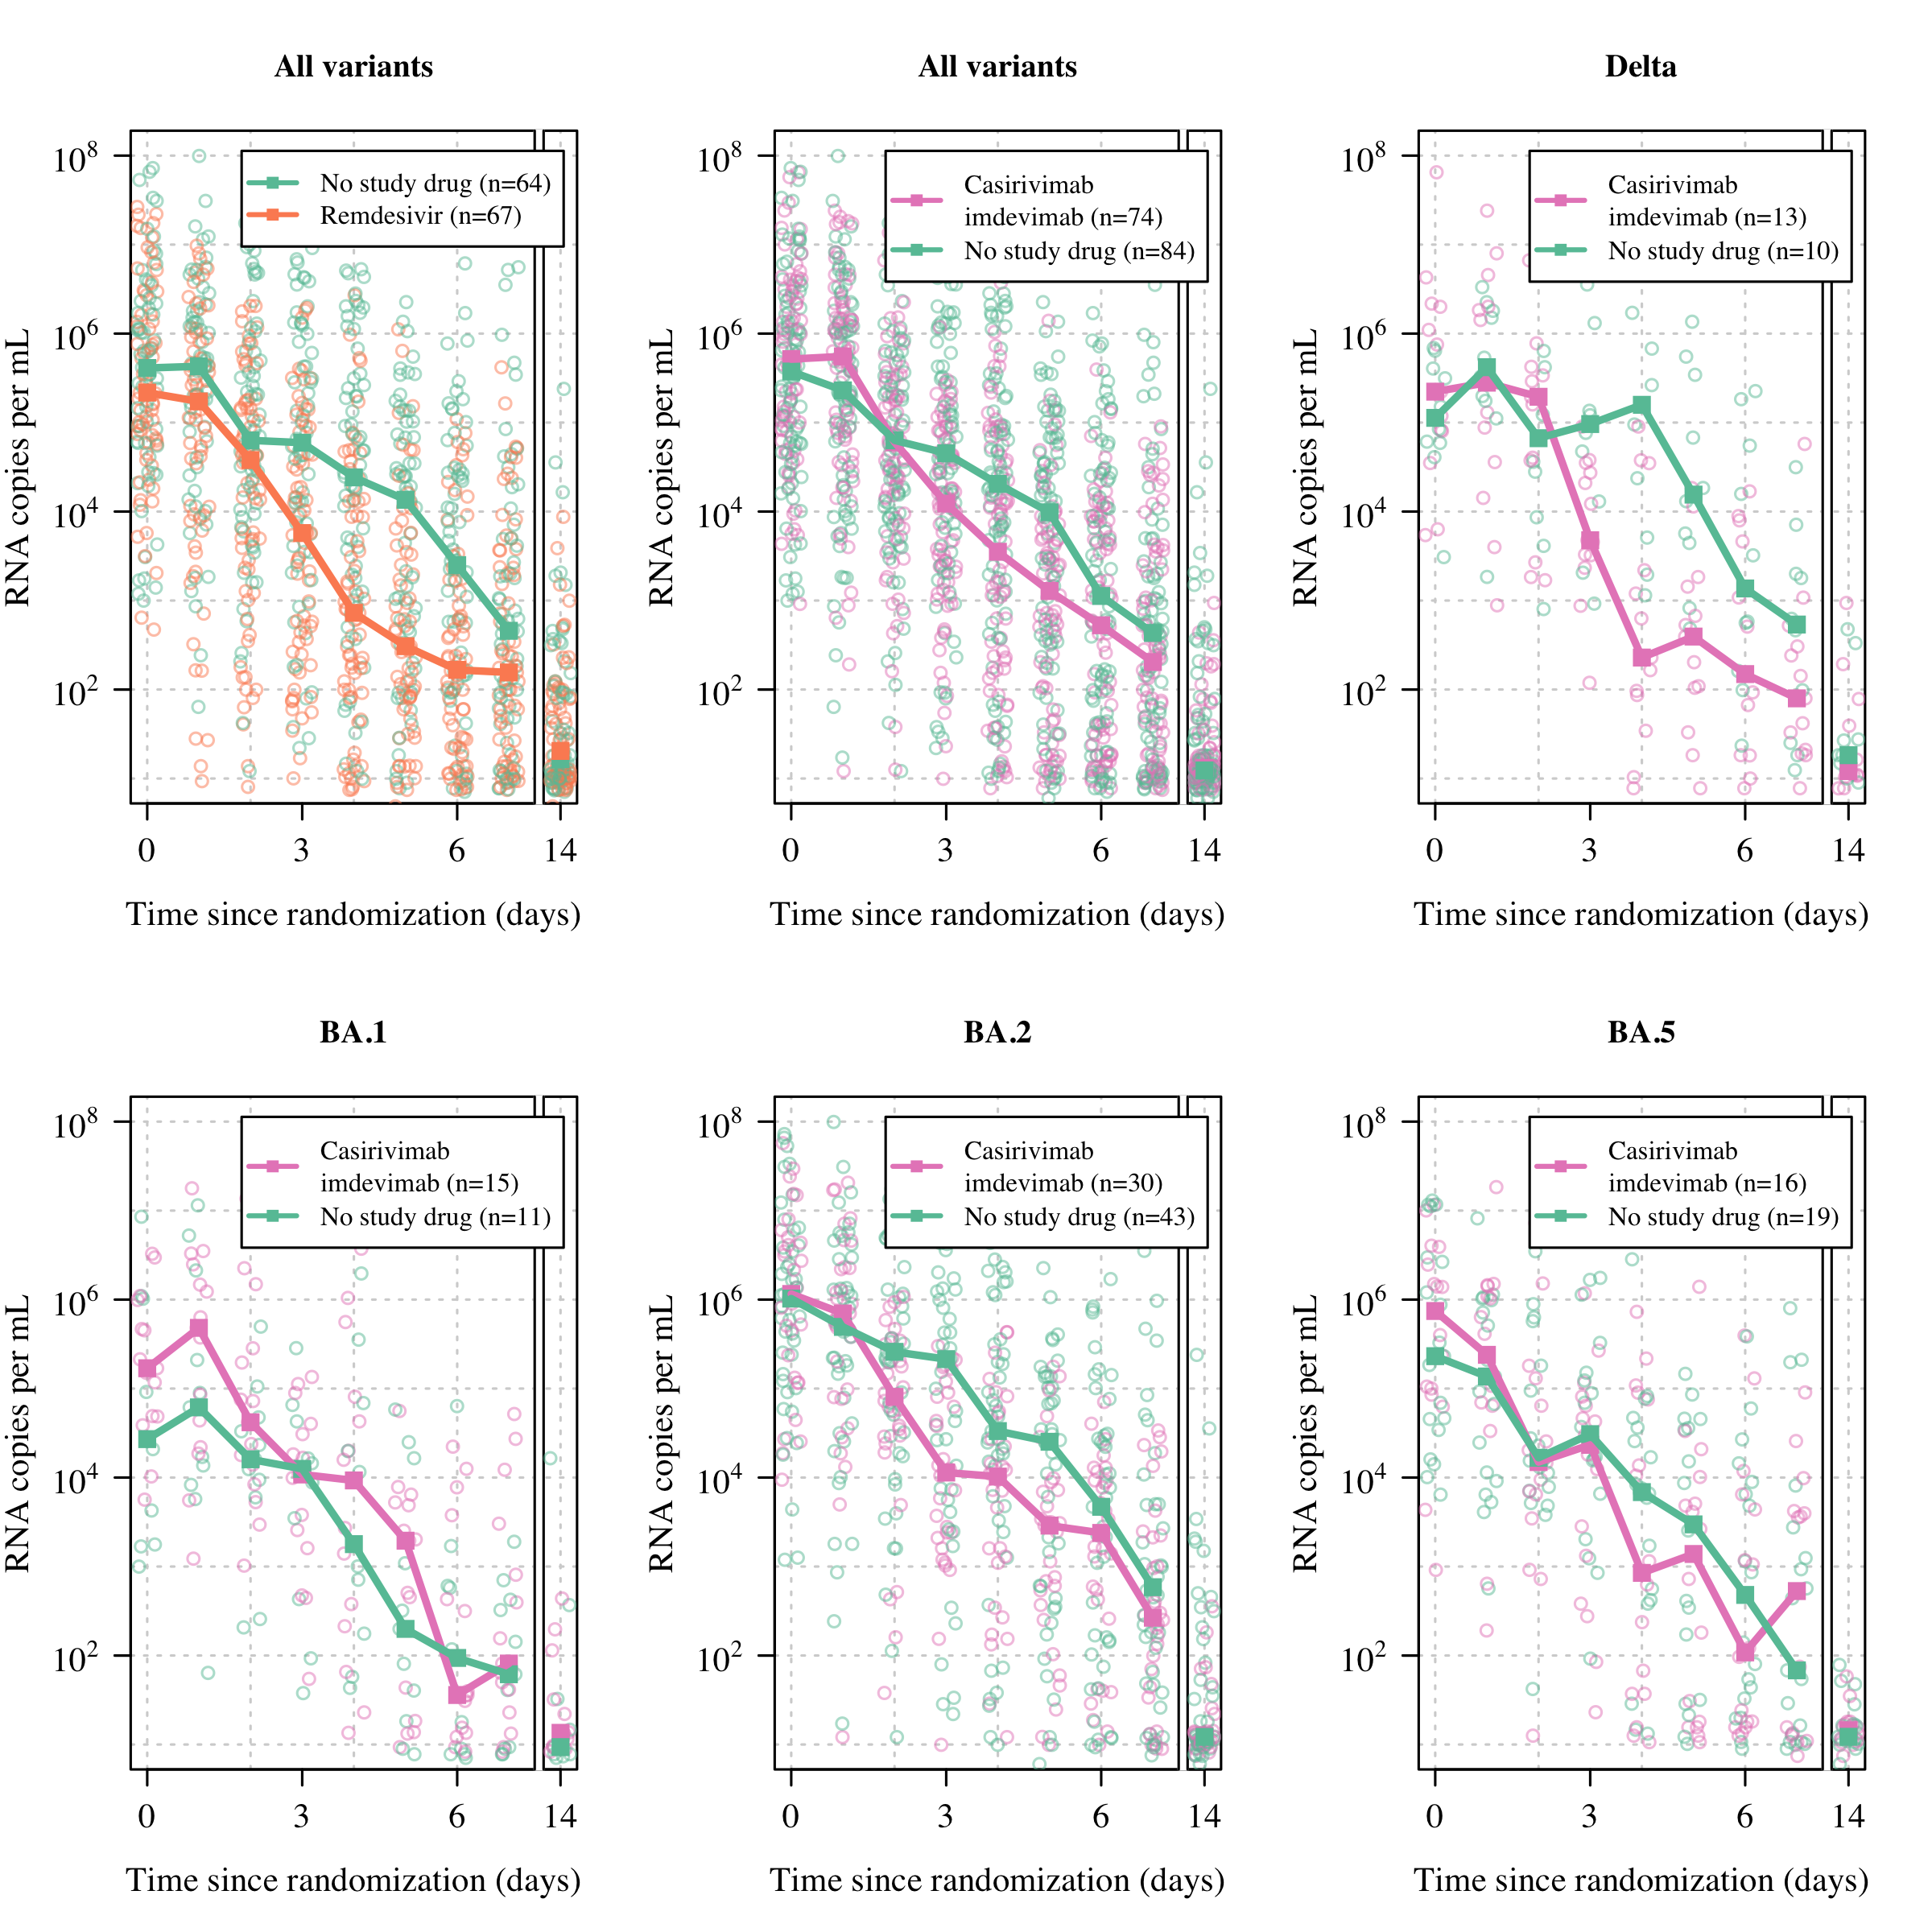 All variants
RNA copies per mL
10^8
10^6
10^4
10^2
No study drug (n=64)
Remdesivir (n=67)
0 3 6 14
Time since randomization (days)
All variants
RNA copies per mL
10^8
10^6
10^4
10^2
Casirivimab
imdevimab (n=74)
No study drug (n=84)
0 3 6 14
Time since randomization (days)
Delta
RNA copies per mL
10^8
10^6
10^4
10^2
Casirivimab
imdevimab (n=13)
No study drug (n=10)
0 3 6 14
Time since randomization (days)
BA.1
RNA copies per mL
10^8
10^6
10^4
10^2
Casirivimab
imdevimab (n=15)
No study drug (n=11)
0 3 6 14
Time since randomization (days)
BA.2
RNA copies per mL
10^8
10^6
10^4
10^2
Casirivimab
imdevimab (n=30)
No study drug (n=43)
0 3 6 14
Time since randomization (days)
BA.5
RNA copies per mL
10^8
10^6
10^4
10^2
Casirivimab
imdevimab (n=16)
No study drug (n=19)
0 3 6 14
Time since randomization (days)